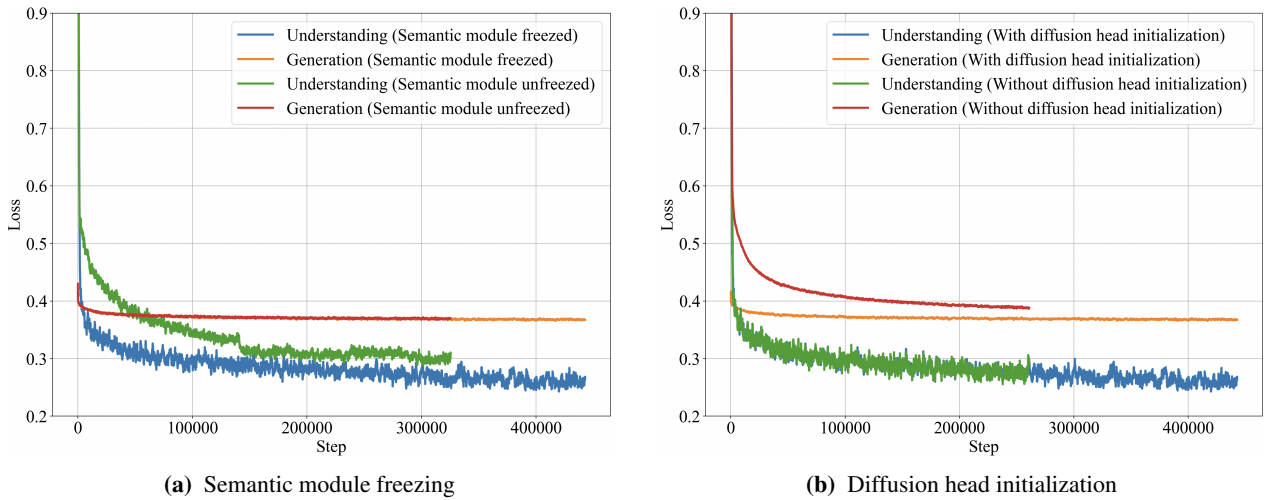 0.9
0.8
0.7
0.6
0.5
0.4
0.3
0.2
Loss
0
100000
200000
300000
400000
Step
Understanding (Semantic module freezed)
Generation (Semantic module freezed)
Understanding (Semantic module unfreezed)
Generation (Semantic module unfreezed)
(a) Semantic module freezing
0.9
0.8
0.7
0.6
0.5
0.4
0.3
0.2
Loss
0
100000
200000
300000
400000
Step
Understanding (With diffusion head initialization)
Generation (With diffusion head initialization)
Understanding (Without diffusion head initialization)
Generation (Without diffusion head initialization)
(b) Diffusion head initialization